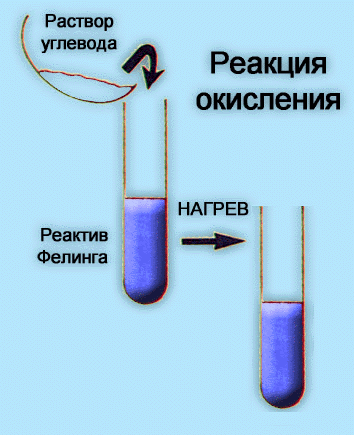 Раствор
углевода
Реакция
окисления
НАГРЕВ
Реактив
Фелинга